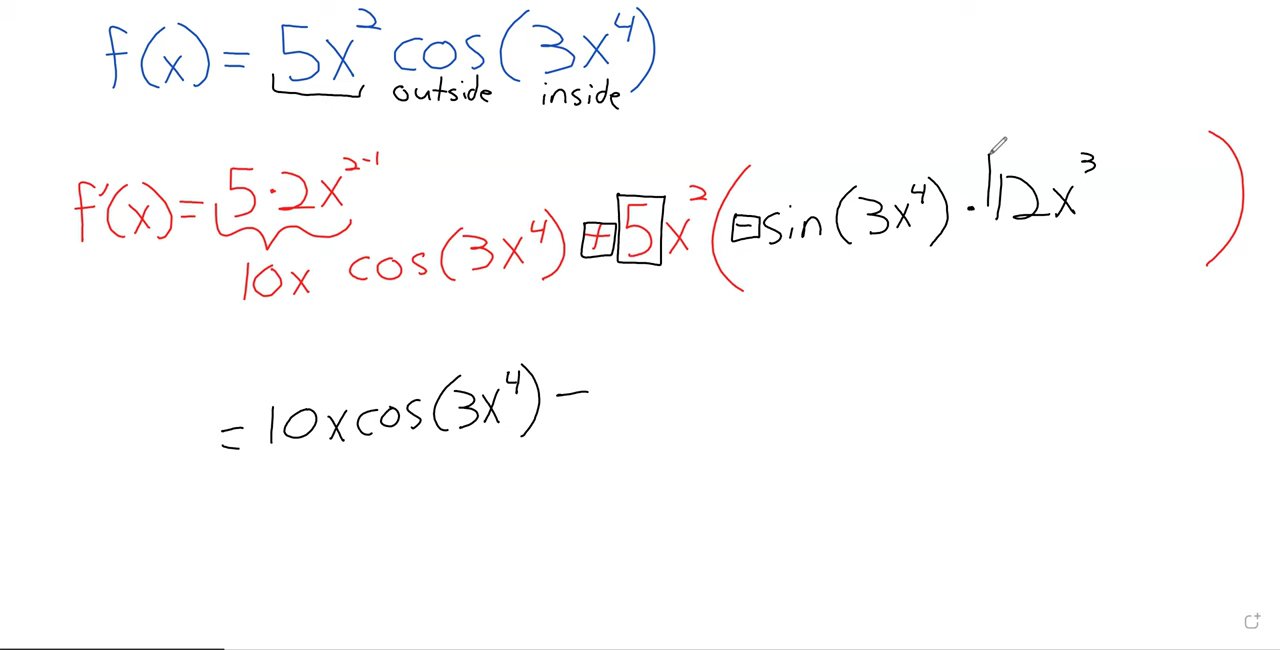 f(x) = 5x² cos(3x⁴)
outside inside
f'(x) = 5·2x²⁻¹
10x cos(3x⁴) + 5x² (-sin(3x⁴) · 12x³ )
= 10x cos(3x⁴) -